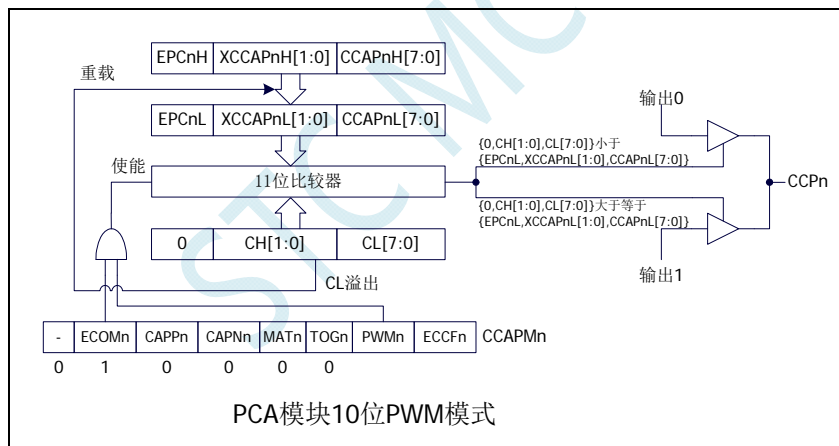 EPCnH XCCAPnH[1:0] CCAPnH[7:0]
重载
输出0
EPCnL XCCAPnL[1:0] CCAPnL[7:0]
使能
{0,CH[1:0],CL[7:0]}小于
{EPCnL,XCCAPnL[1:0],CCAPnL[7:0]}
11位比较器
CCPn
{0,CH[1:0],CL[7:0]}大于等于
{EPCnL,XCCAPnL[1:0],CCAPnL[7:0]}
0 CH[1:0] CL[7:0]
CL溢出
输出1
- ECOMn CAPPn CAPNn MATn TOGn PWMn ECCFn CCAPMn
0 1 0 0 0 0
PCA模块10位PWM模式
STC MC